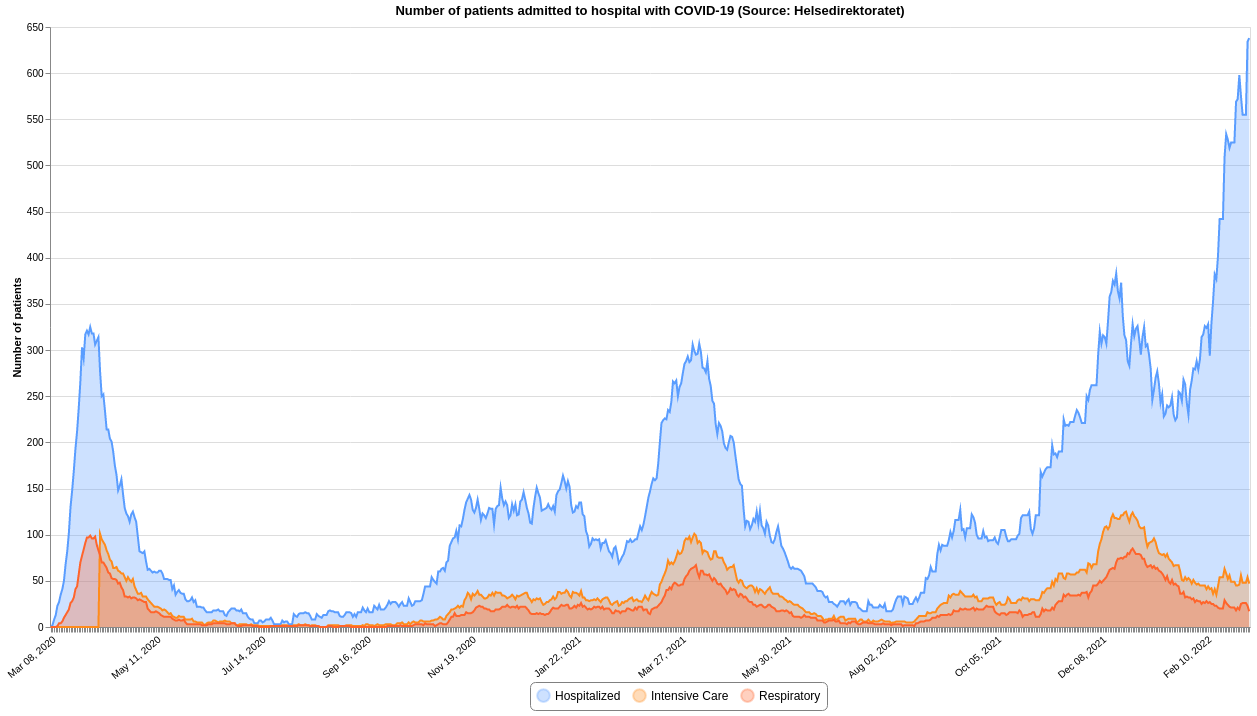 Number of patients admitted to hospital with COVID-19 (Source: Helsedirektoratet)
650
600
550
500
450
400
350
300
250
200
150
100
50
0
Number of patients
Mar 08, 2020
May 11, 2020
Jul 14, 2020
Sep 16, 2020
Nov 19, 2020
Jan 22, 2021
Mar 27, 2021
May 30, 2021
Aug 02, 2021
Oct 05, 2021
Dec 08, 2021
Feb 10, 2022
Hospitalized Intensive Care Respiratory